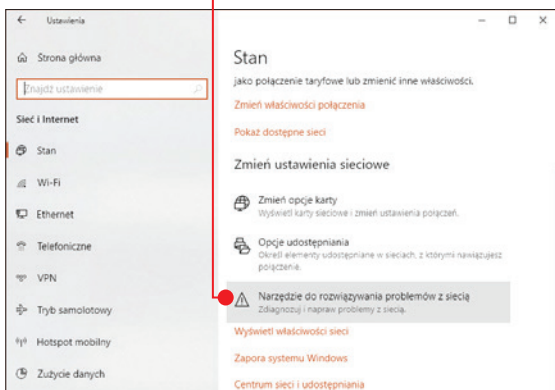 Ustawienia
Strona główna
Znajdź ustawienie
Sieć i Internet
Stan
Wi-Fi
Ethernet
Telefoniczne
VPN
Tryb samolotowy
Hotspot mobilny
Zużycie danych
Stan
jako połączenie taryfowe lub zmienić inne właściwości.
Zmień właściwości połączenia
Pokaż dostępne sieci
Zmień ustawienia sieciowe
Zmień opcje karty
Wyświetl karty sieciowe i zmień ustawienia połączeń.
Opcje udostępniania
Określ elementy udostępniane w sieciach, z którymi nawiązujesz
połączenie.
Narzędzie do rozwiązywania problemów z siecią
Zdiagnozuj i napraw problemy z siecią.
Wyświetl właściwości sieci
Zapora systemu Windows
Centrum sieci i udostępniania